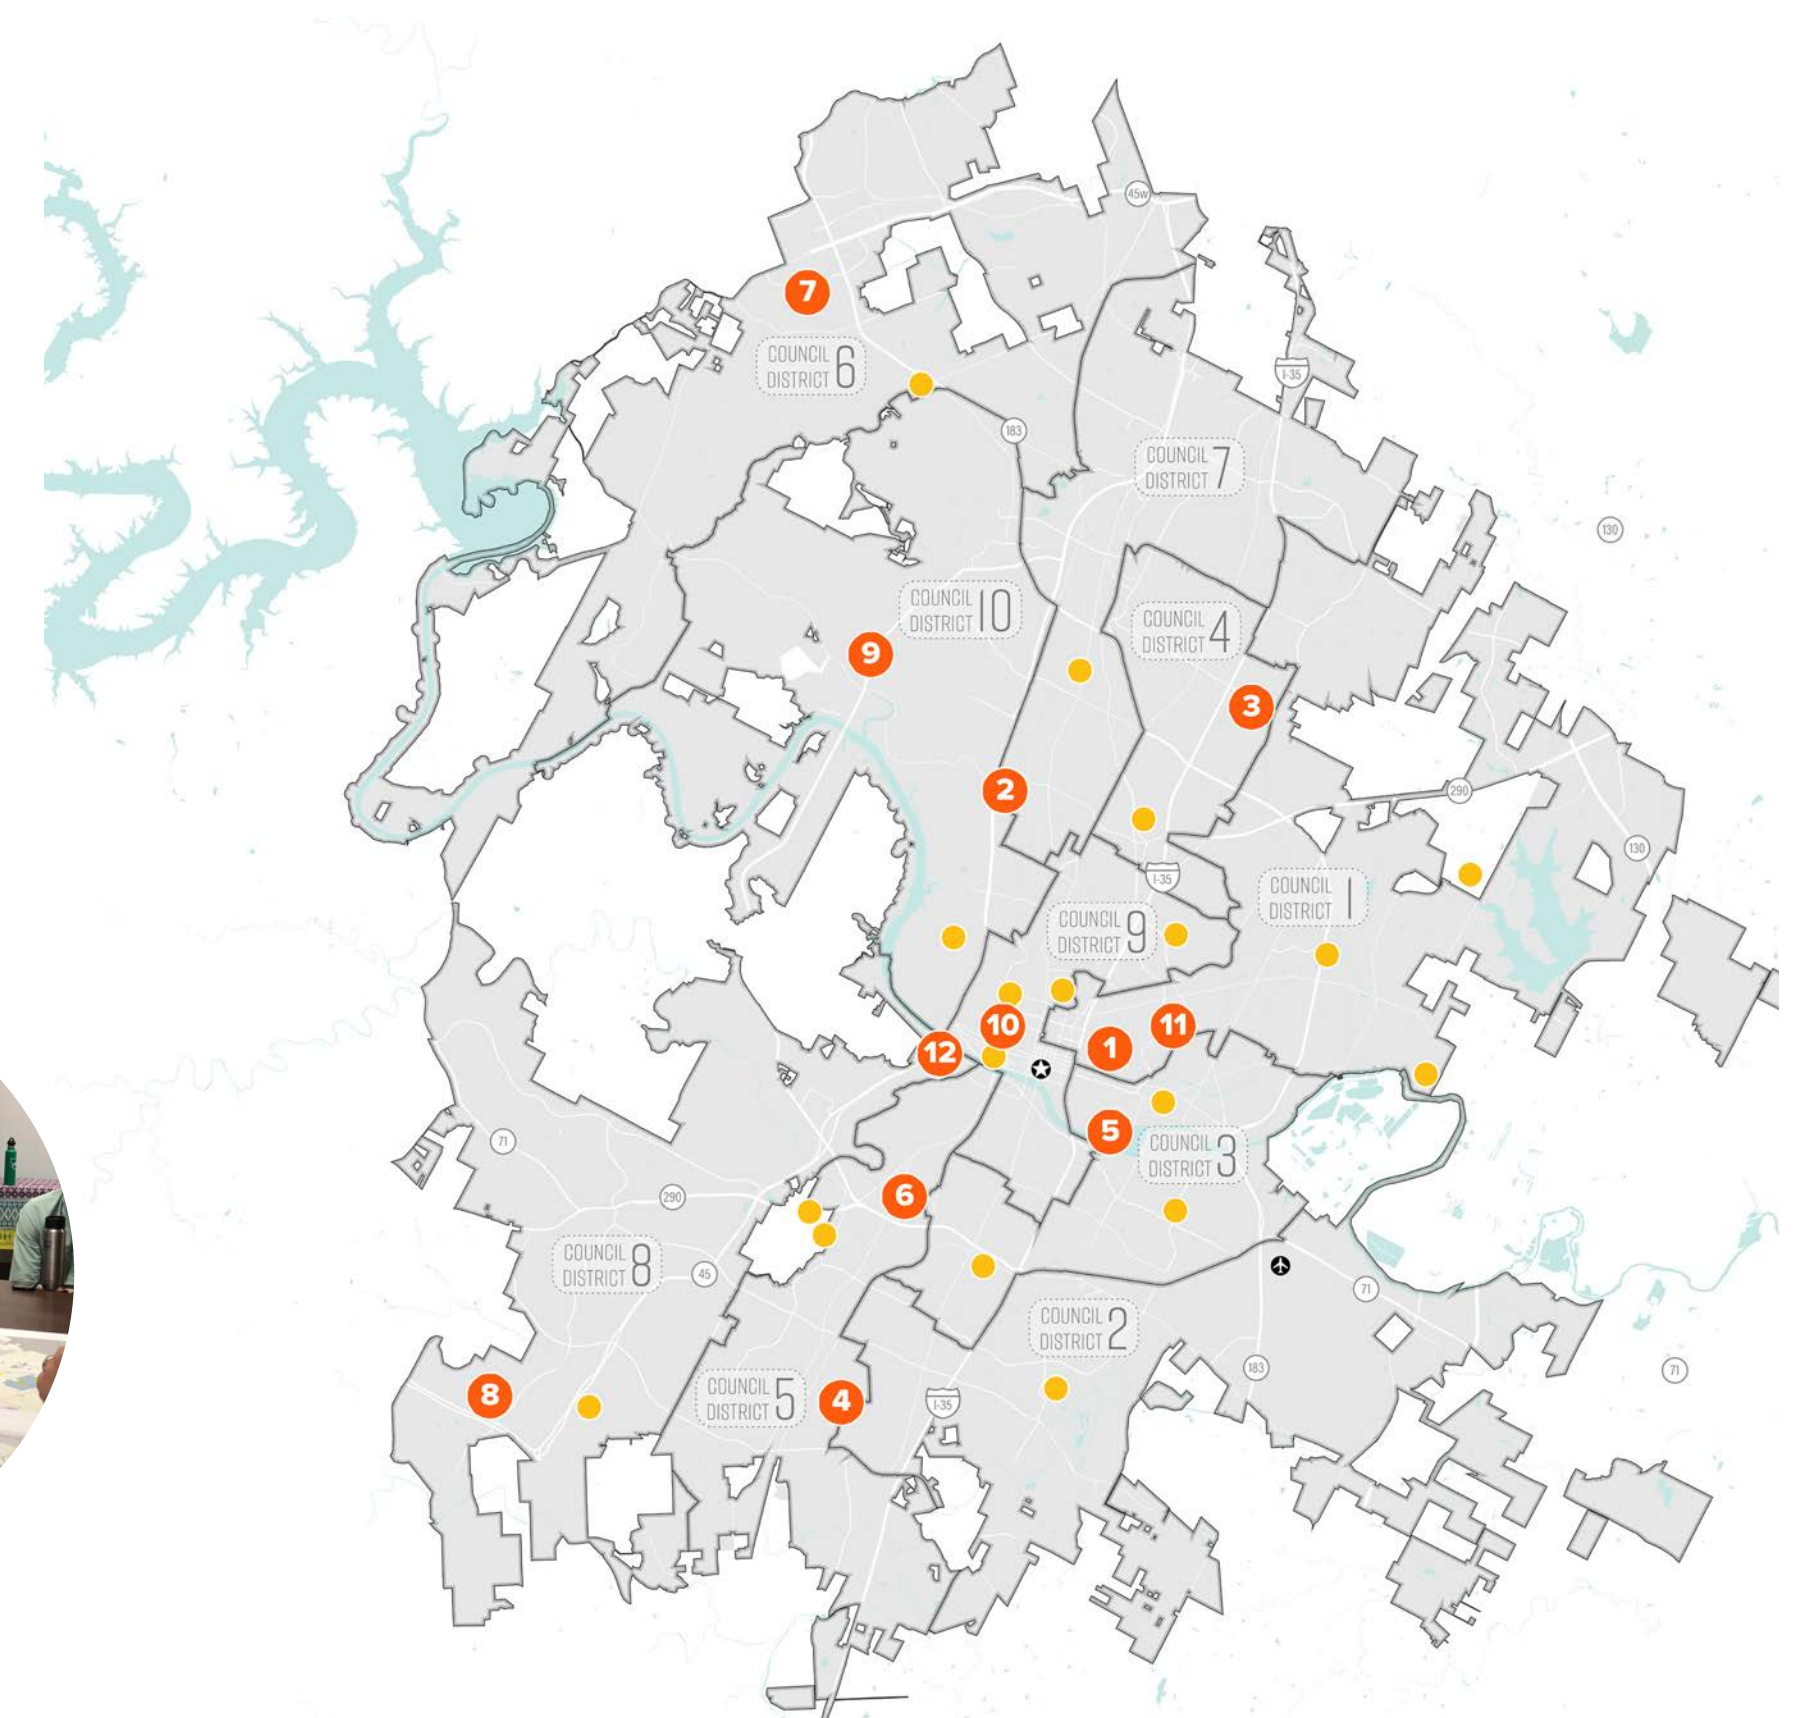 45W
7
COUNCIL
DISTRICT 6
I-35
183
COUNCIL
DISTRICT 7
130
COUNCIL
DISTRICT 10
COUNCIL
DISTRICT 4
9
3
2
290
130
I-35
COUNCIL
DISTRICT 1
COUNCIL
DISTRICT 9
10
11
12
1
5
COUNCIL
DISTRICT 3
71
6
290
COUNCIL
DISTRICT 8
45
71
COUNCIL
DISTRICT 2
183
71
8
COUNCIL
DISTRICT 5
4
I-35